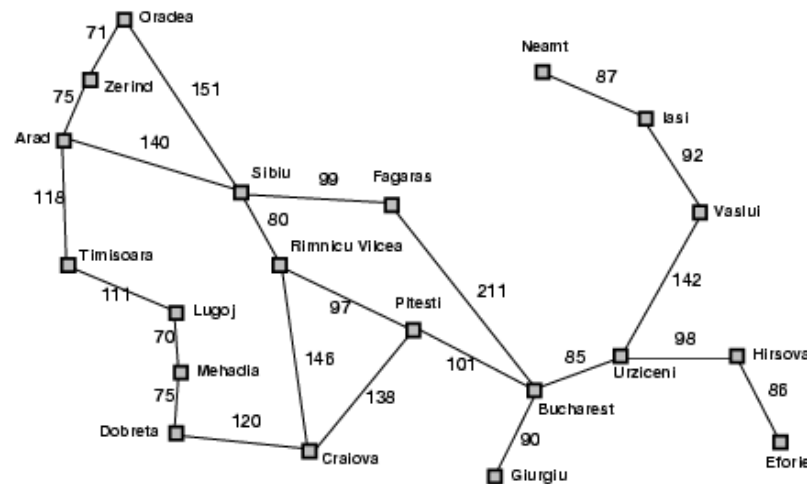 Oradea
71
Neamt
87
Zerind
75
151
Iasi
Arad
140
92
Sibiu
99
Fagaras
118
Vaslui
80
Timisoara
Rimnicu Vilcea
111
142
211
Lugoj
97
Pitesti
70
98
Hirsova
146
101
85
Urziceni
Mehadia
86
75
138
Bucharest
120
90
Dobreta
Craiova
Eforie
Giurgiu